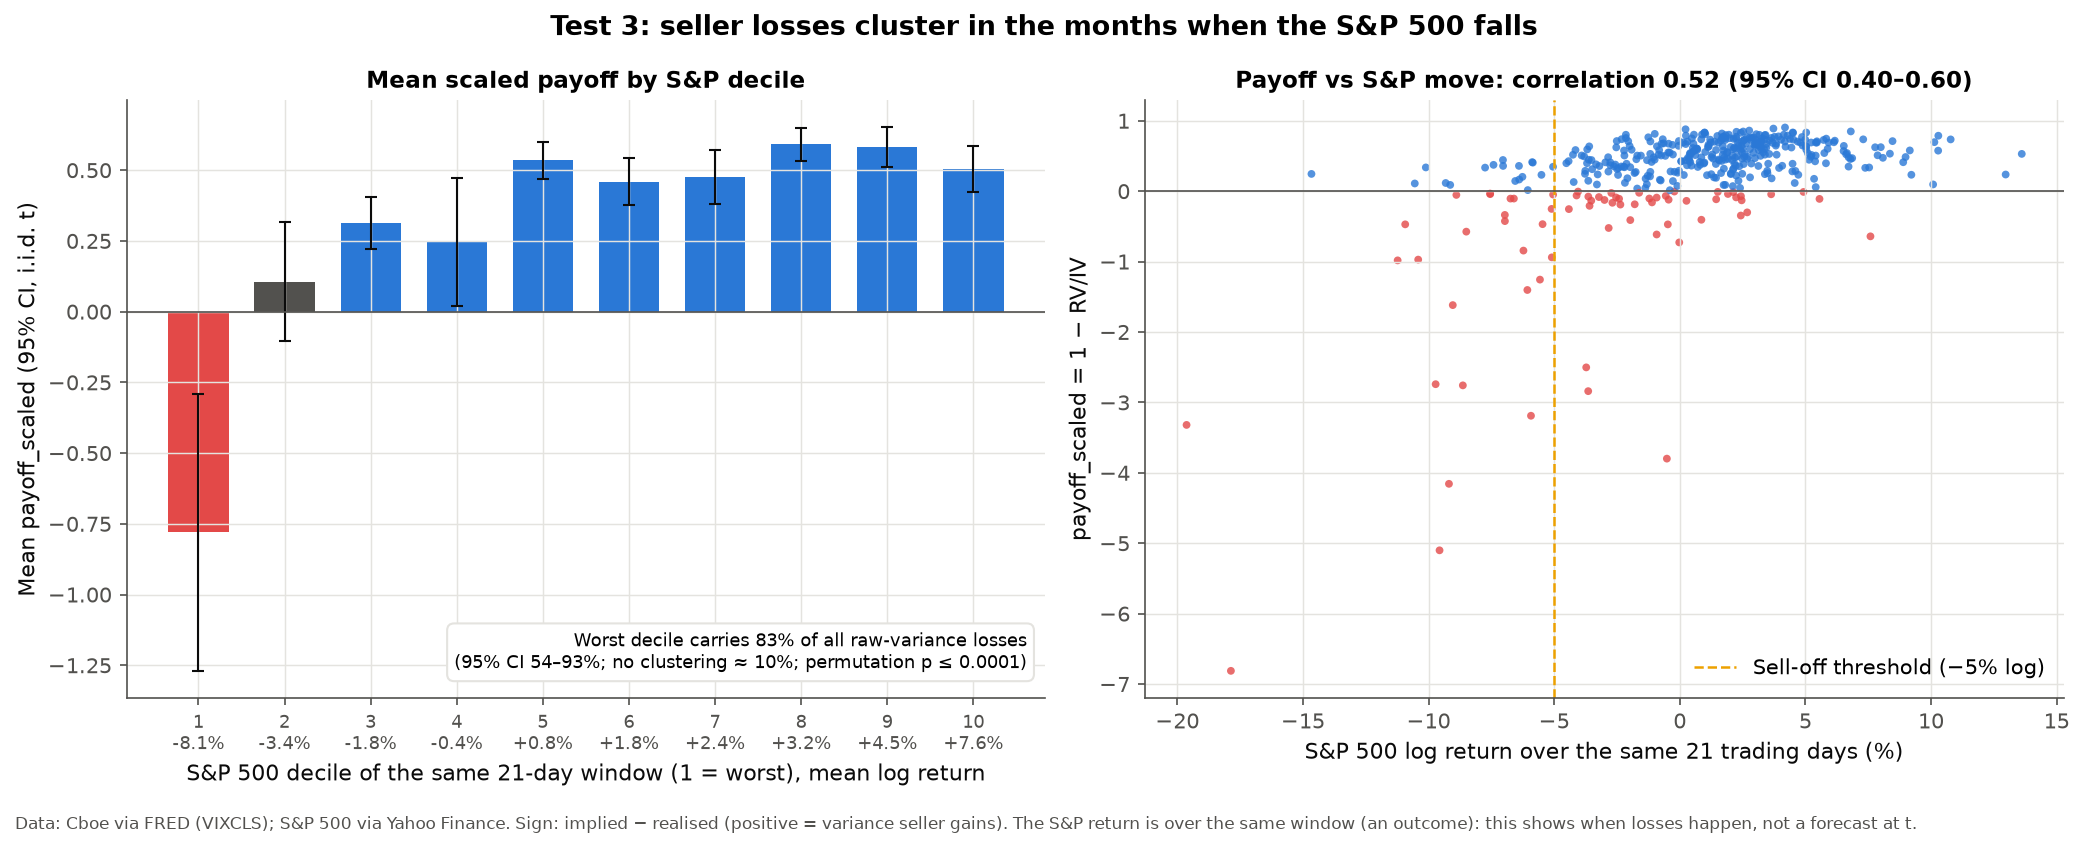 Test 3: seller losses cluster in the months when the S&P 500 falls
Mean scaled payoff by S&P decile
Mean payoff_scaled (95% CI, i.i.d. t)
0.50
0.25
0.00
−0.25
−0.50
−0.75
−1.00
−1.25
Worst decile carries 83% of all raw-variance losses
(95% CI 54–93%; no clustering ≈ 10%; permutation p ≤ 0.0001)
1 2 3 4 5 6 7 8 9 10
-8.1% -3.4% -1.8% -0.4% +0.8% +1.8% +2.4% +3.2% +4.5% +7.6%
S&P 500 decile of the same 21-day window (1 = worst), mean log return
Payoff vs S&P move: correlation 0.52 (95% CI 0.40–0.60)
payoff_scaled = 1 − RV/IV
1
0
−1
−2
−3
−4
−5
−6
−7
Sell-off threshold (−5% log)
−20 −15 −10 −5 0 5 10 15
S&P 500 log return over the same 21 trading days (%)
Data: Cboe via FRED (VIXCLS); S&P 500 via Yahoo Finance. Sign: implied − realised (positive = variance seller gains). The S&P return is over the same window (an outcome): this shows when losses happen, not a forecast at t.